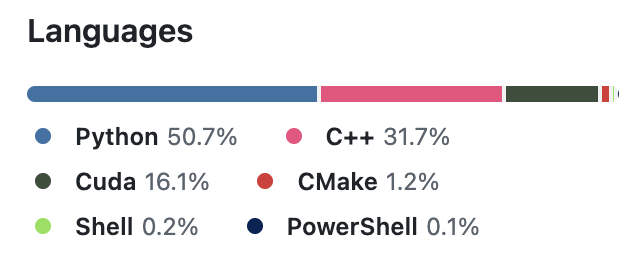 Languages
Python 50.7% C++ 31.7%
Cuda 16.1% CMake 1.2%
Shell 0.2% PowerShell 0.1%